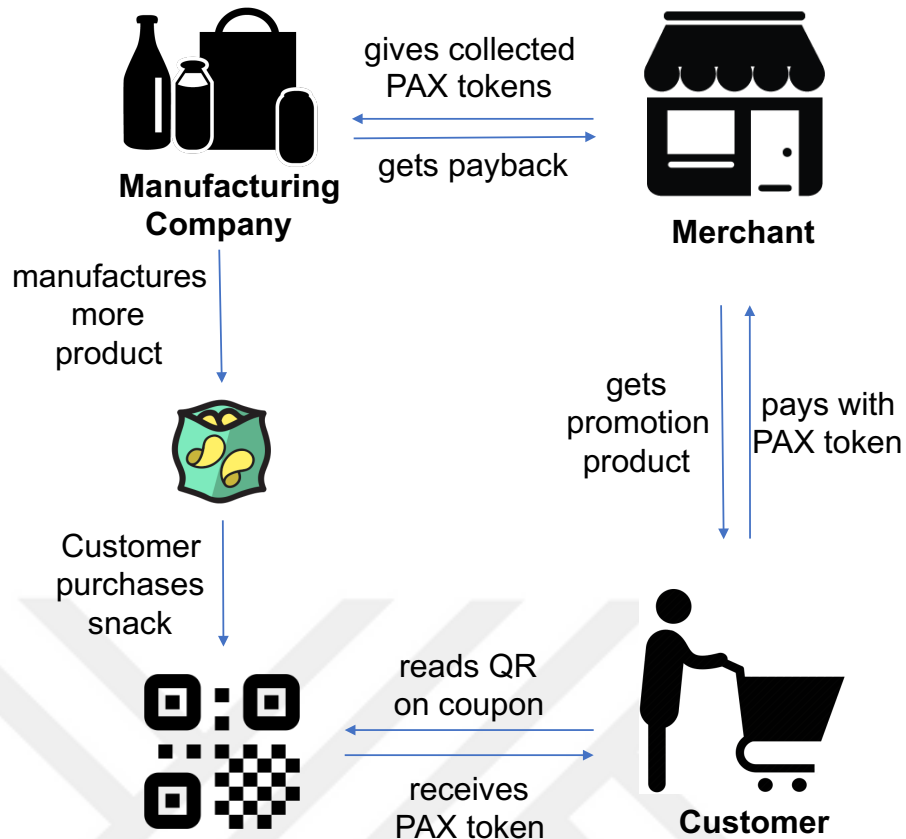 gives collected
PAX tokens
gets payback
Manufacturing
Company
Merchant
manufactures
more
product
gets
promotion
product
pays with
PAX token
Customer
purchases
snack
reads QR
on coupon
receives
PAX token
Customer